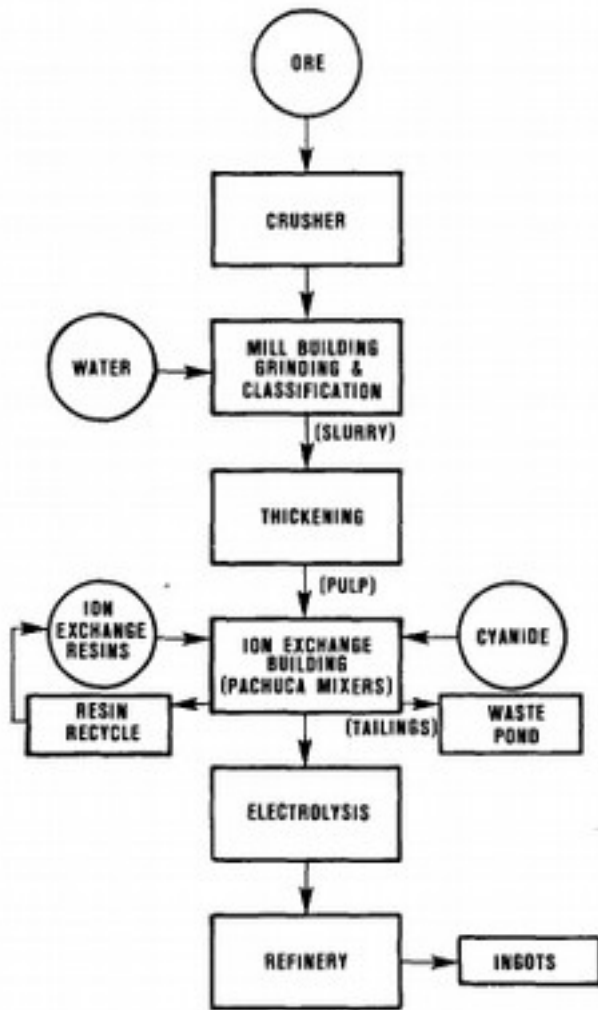 ORE
CRUSHER
WATER
MILL BUILDING
GRINDING &
CLASSIFICATION
(SLURRY)
THICKENING
(PULP)
ION
EXCHANGE
RESINS
ION EXCHANGE
BUILDING
(PACHUCA MIXERS)
CYANIDE
RESIN
RECYCLE
(TAILINGS)
WASTE
POND
ELECTROLYSIS
REFINERY
INGOTS